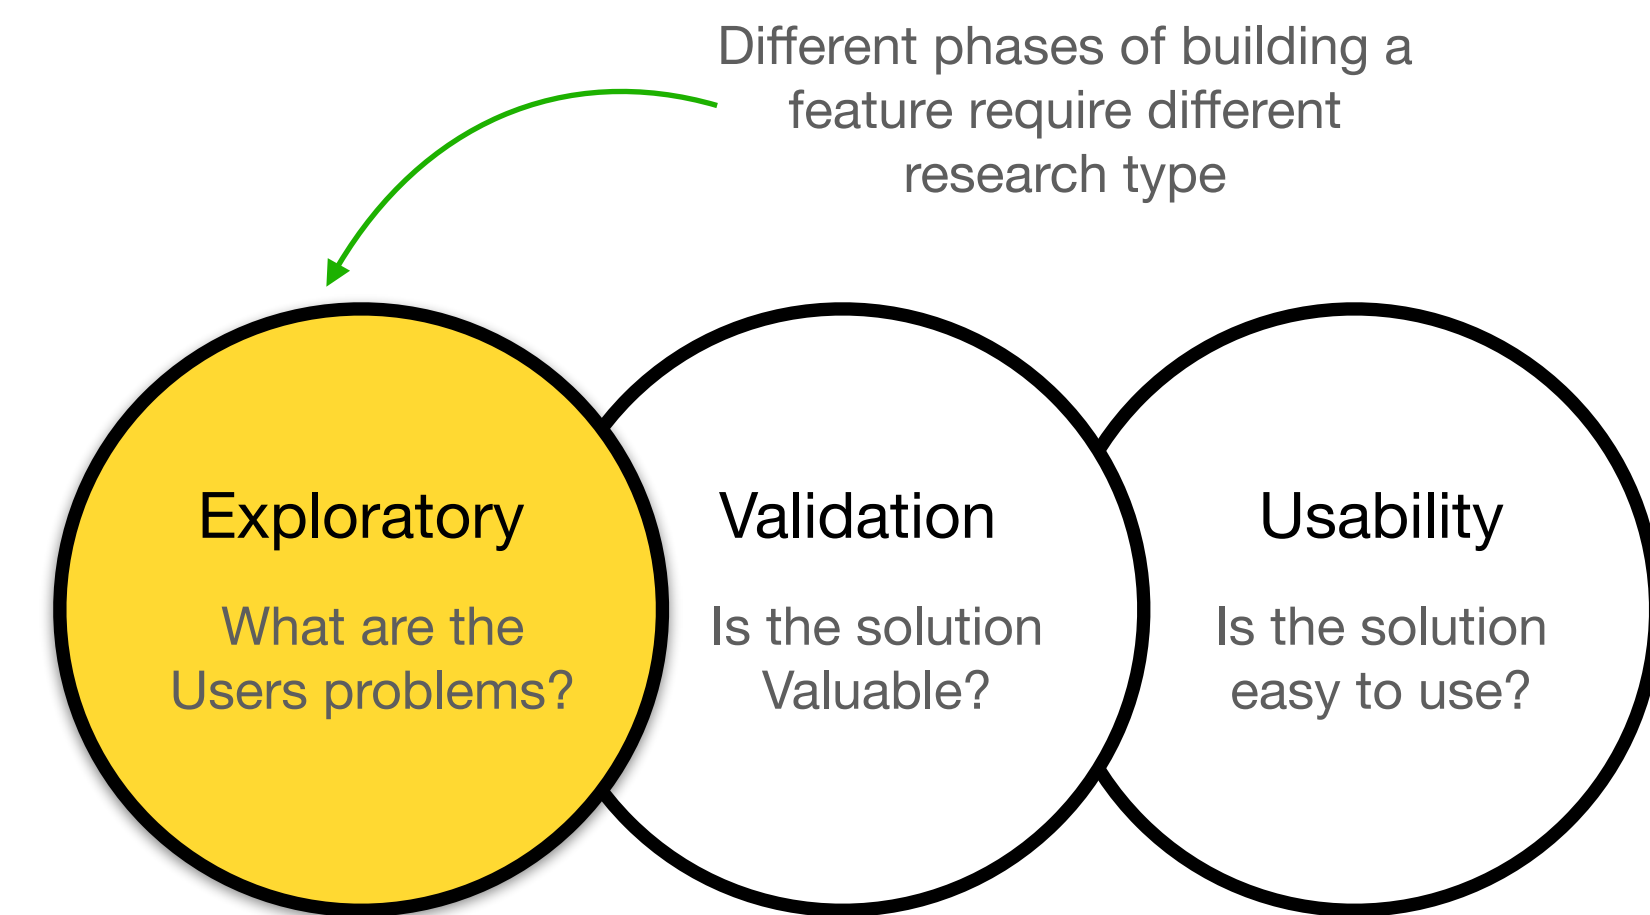 Different phases of building a
feature require different
research type
Exploratory
What are the
Users problems?
Validation
Is the solution
Valuable?
Usability
Is the solution
easy to use?